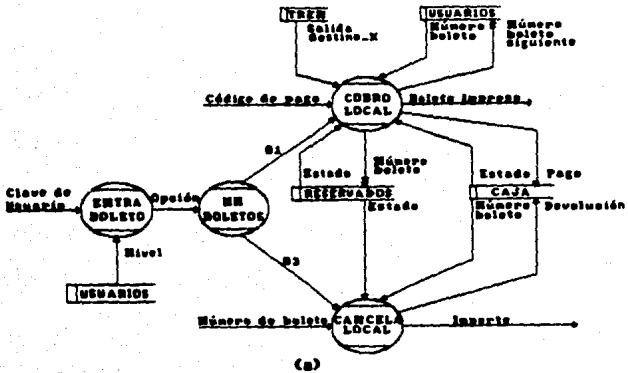 TREN
USUARIOS
Salida
destino_X
Número
boleto
Número
boleto
siguiente
Código de pago
COBRO
LOCAL
Boleto impreso
B1
Número
boleto
Estado
RESERVADOS
Estado
Estado
Pago
CAJA
Número
boleto
Devolución
Clave de
Usuario
ENTRA
BOLETO
Opción
BOLETOS
Nivel
USUARIOS
Número de boleto
CANCELA
LOCAL
Importe
(a)